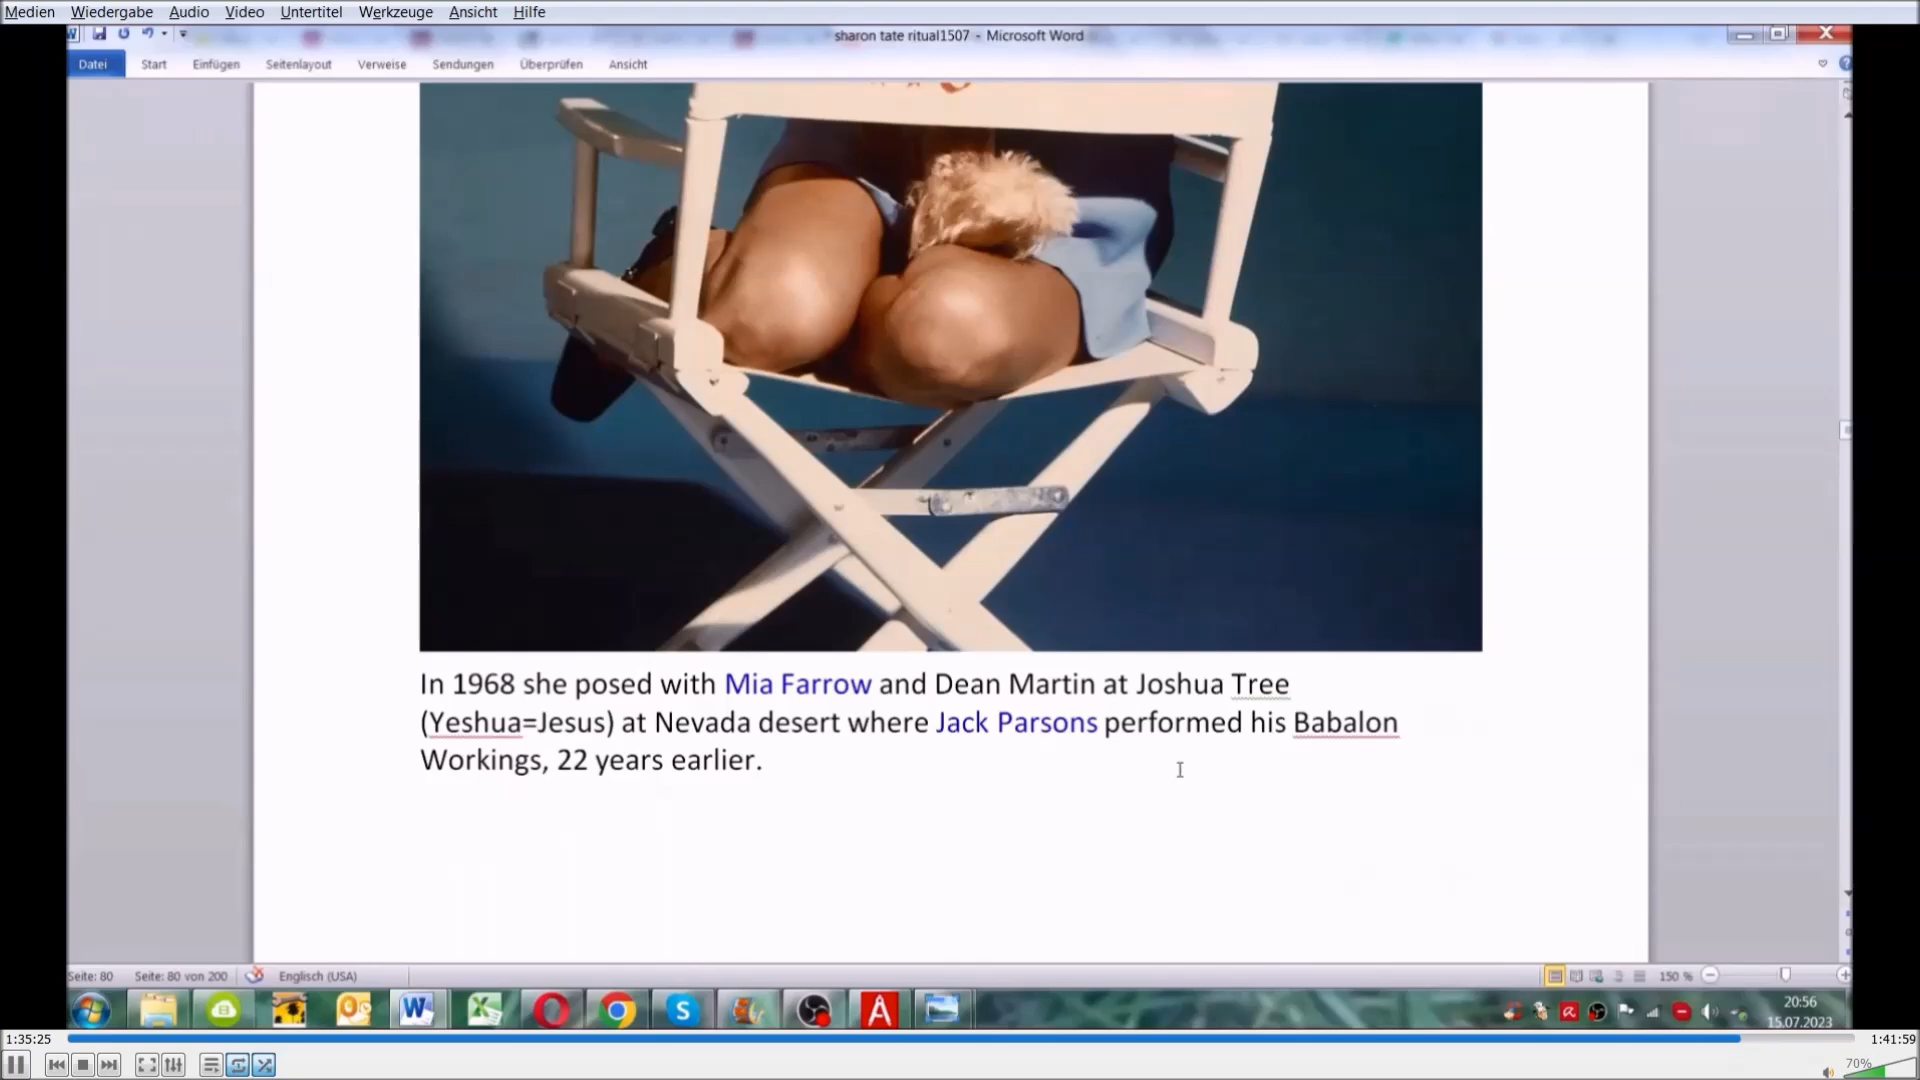 Medien Wiedergabe Audio Video Untertitel Werkzeuge Ansicht Hilfe
sharon tate ritual1507 - Microsoft Word
Datei Start Einfügen Seitenlayout Verweise Sendungen Überprüfen Ansicht
In 1968 she posed with Mia Farrow and Dean Martin at Joshua Tree
(Yeshua=Jesus) at Nevada desert where Jack Parsons performed his Babalon
Workings, 22 years earlier.
Seite: 80 Seite: 80 von 200 Englisch (USA) 150 %
20:56
15.07.2023
1:35:25 1:41:59
70%